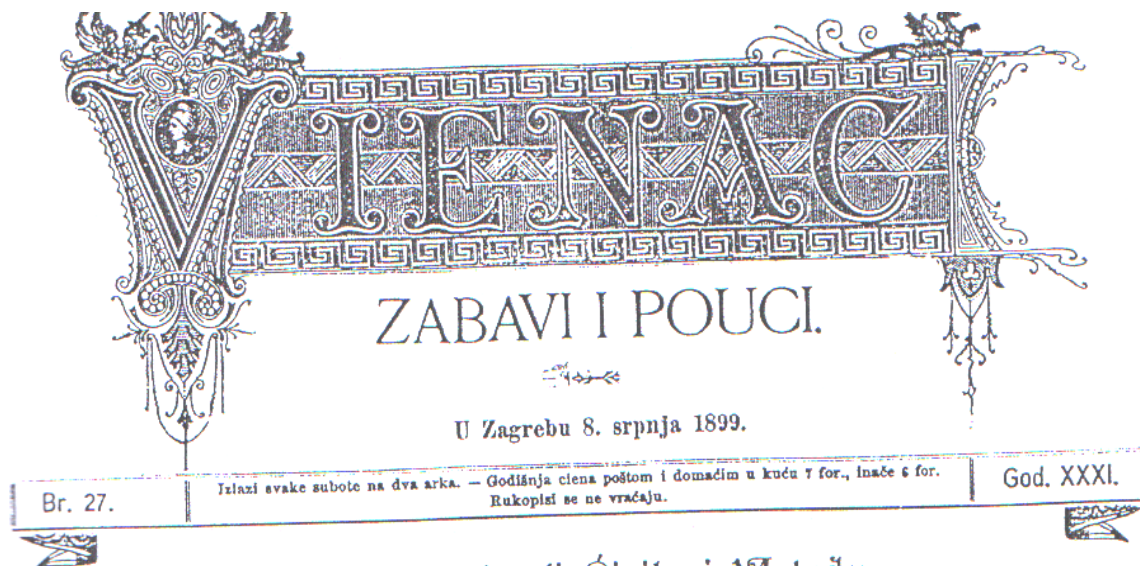 VIENAC
ZABAVI I POUCI.
U Zagrebu 8. srpnja 1899.
Br. 27.
Izlazi svake subote na dva arka. — Godišnja ciena poštom i domaćim u kuću 7 for., inače 6 for.
Rukopisi se ne vraćaju.
God. XXXI.